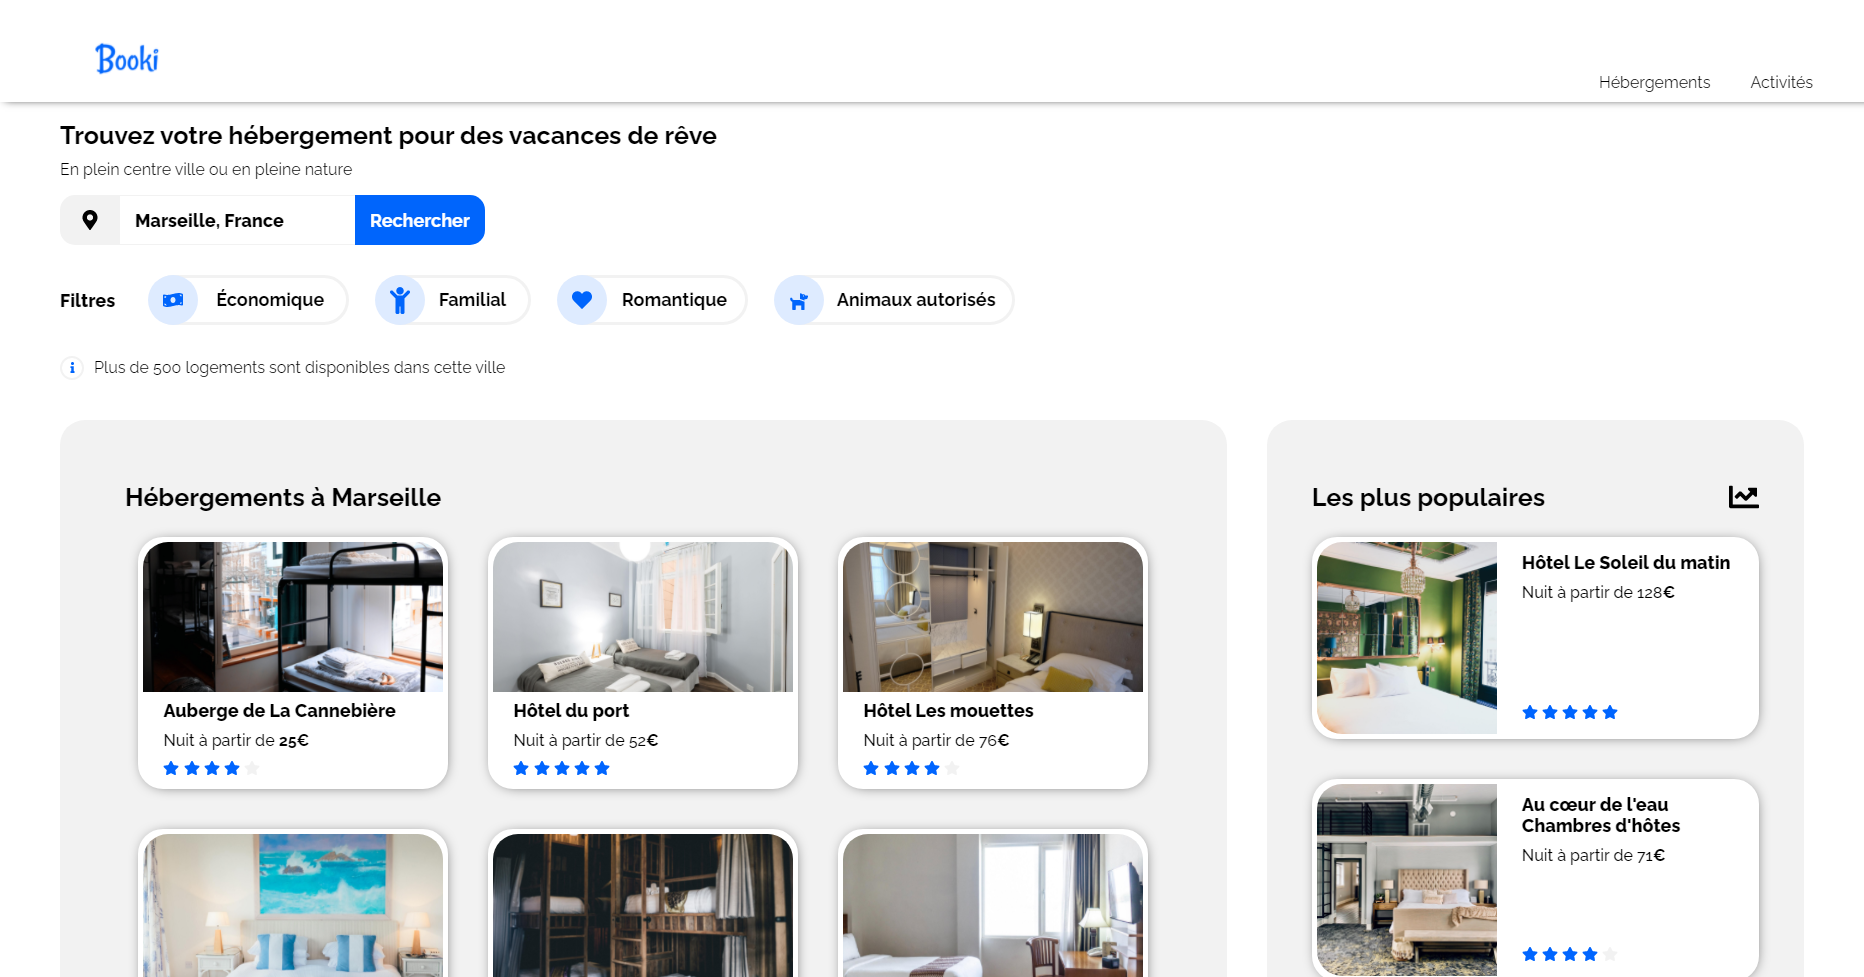 Booki
Hébergements
Activités
Trouvez votre hébergement pour des vacances de rêve
En plein centre ville ou en pleine nature
Marseille, France
Rechercher
Filtres
Économique
Familial
Romantique
Animaux autorisés
Plus de 500 logements sont disponibles dans cette ville
Hébergements à Marseille
Auberge de La Cannebière
Nuit à partir de 25€
Hôtel du port
Nuit à partir de 52€
Hôtel Les mouettes
Nuit à partir de 76€
Les plus populaires
Hôtel Le Soleil du matin
Nuit à partir de 128€
Au cœur de l'eau
Chambres d'hôtes
Nuit à partir de 71€